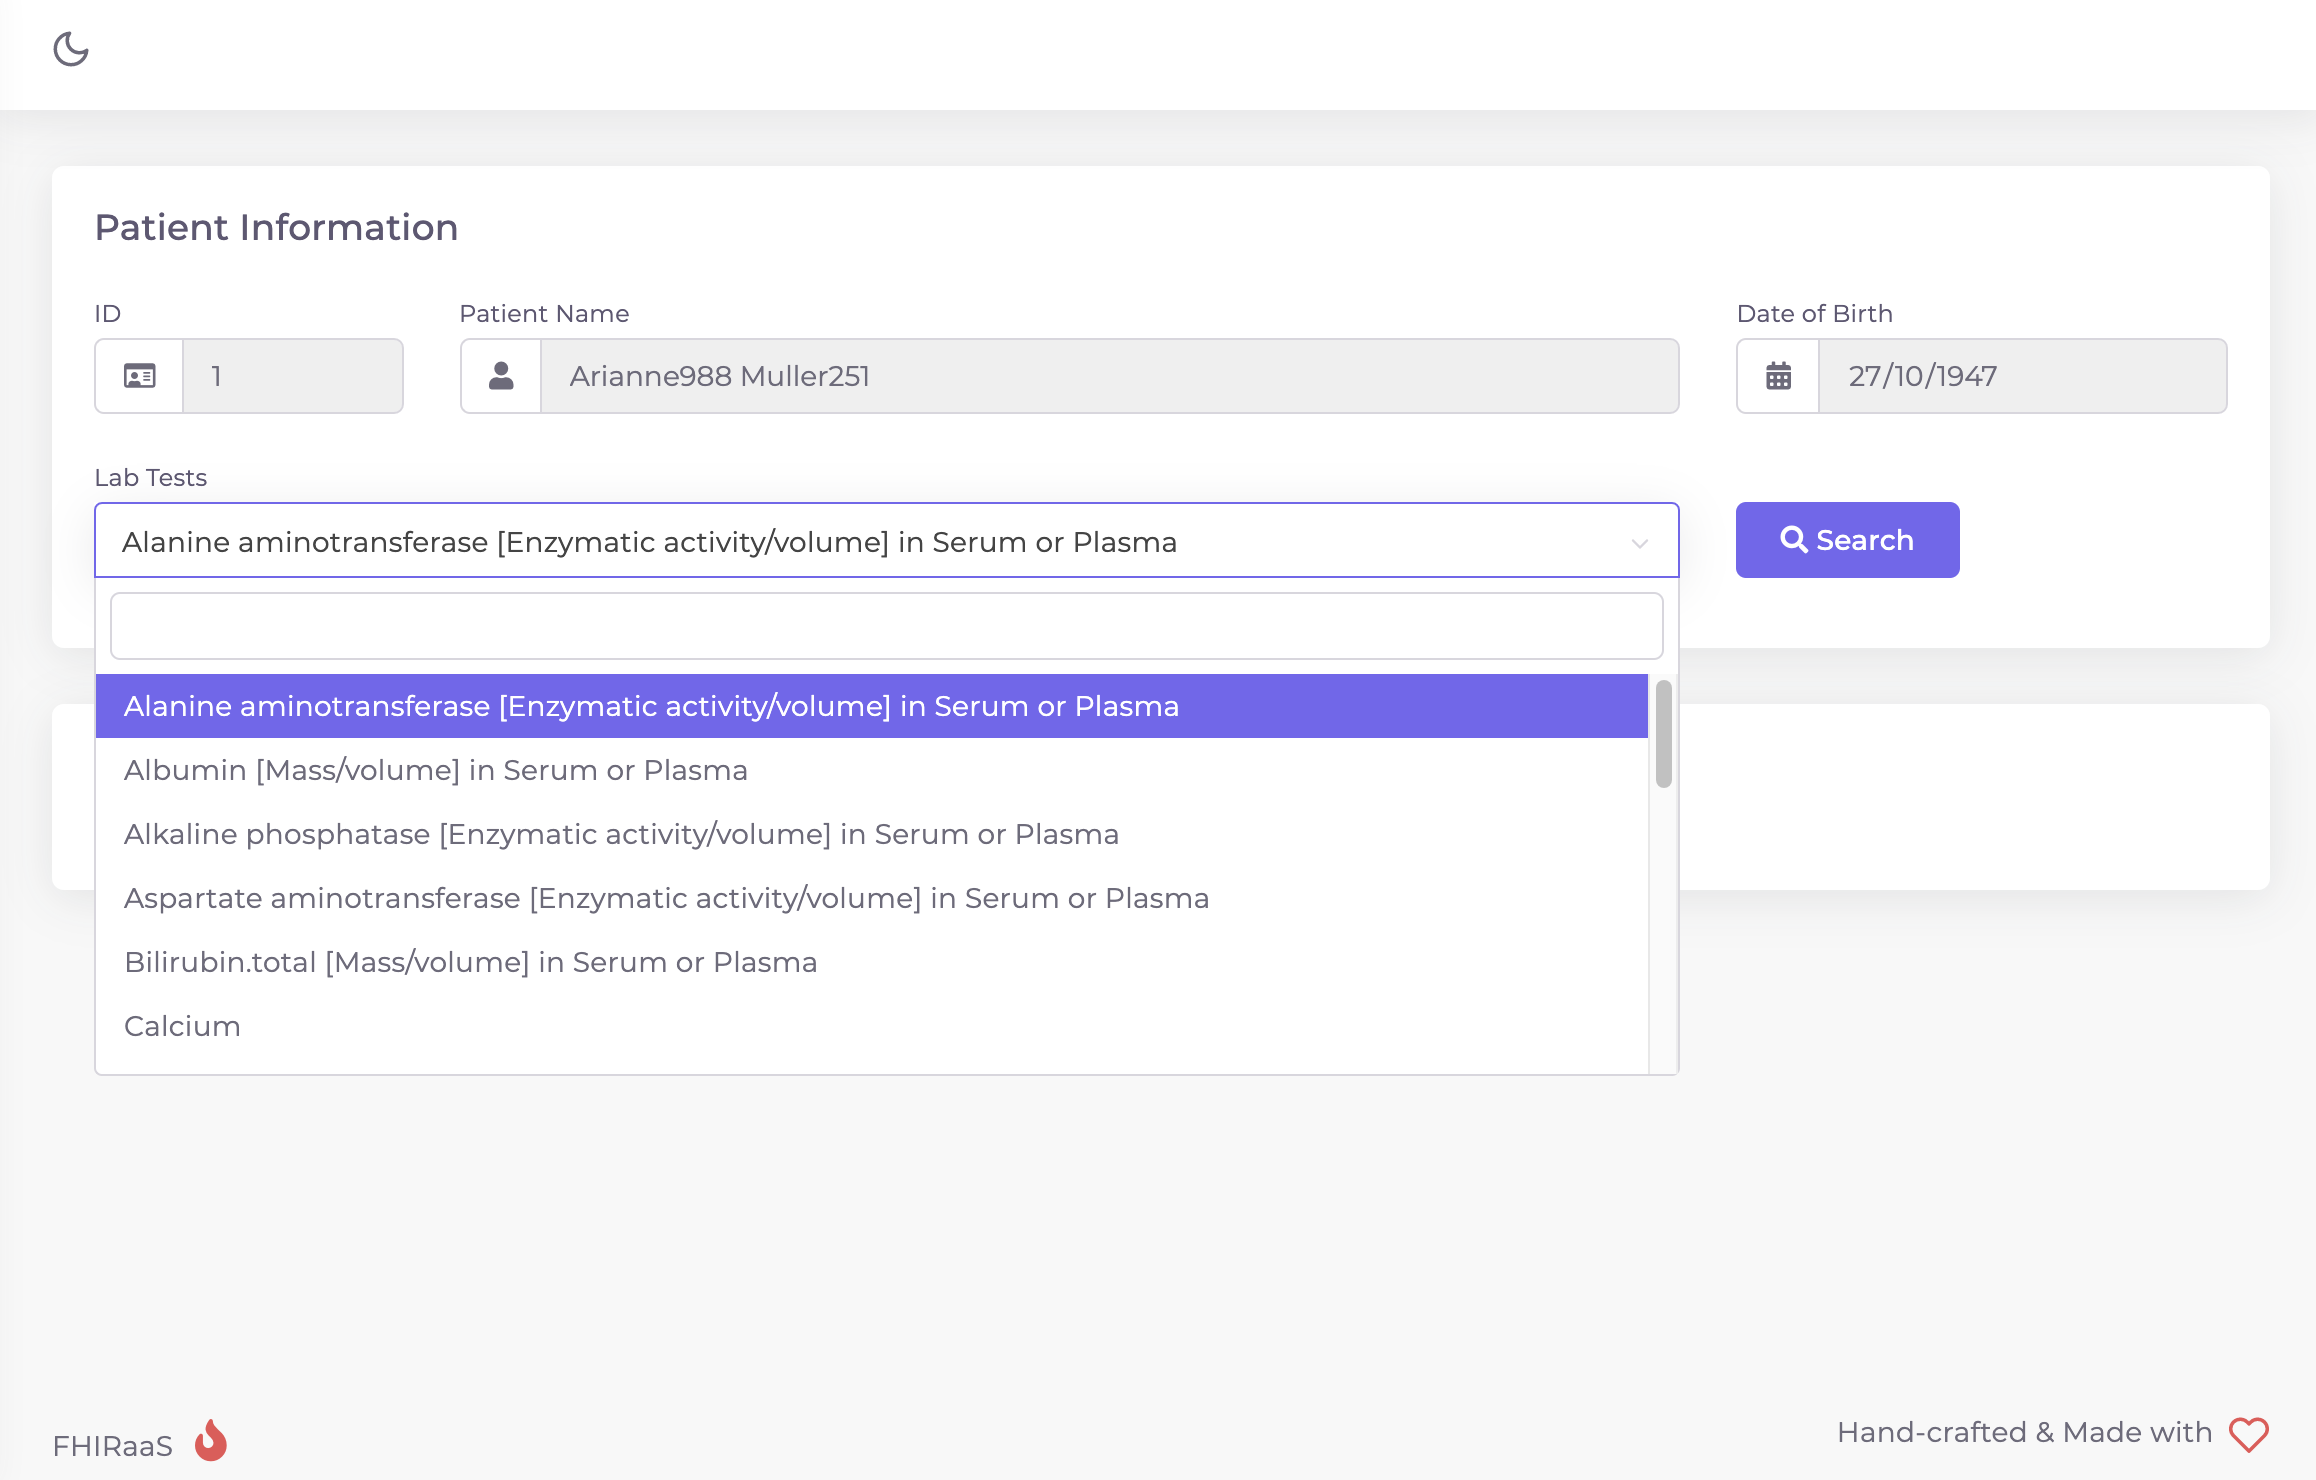 Patient Information
ID
Patient Name
Date of Birth
1
Arianne988 Muller251
27/10/1947
Lab Tests
Alanine aminotransferase [Enzymatic activity/volume] in Serum or Plasma
Search
Alanine aminotransferase [Enzymatic activity/volume] in Serum or Plasma
Albumin [Mass/volume] in Serum or Plasma
Alkaline phosphatase [Enzymatic activity/volume] in Serum or Plasma
Aspartate aminotransferase [Enzymatic activity/volume] in Serum or Plasma
Bilirubin.total [Mass/volume] in Serum or Plasma
Calcium
FHIRaaS
Hand-crafted & Made with